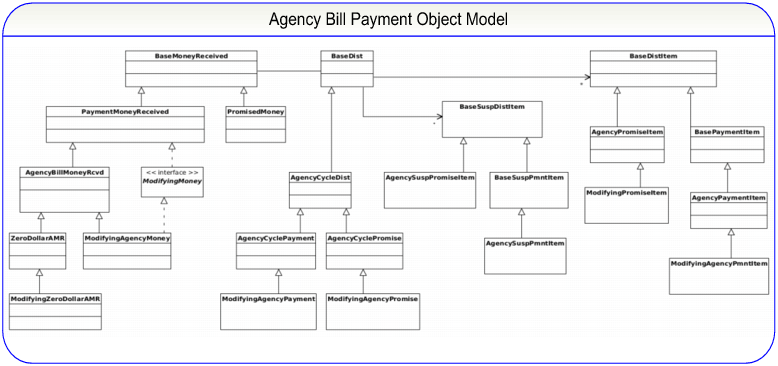 Agency Bill Payment Object Model
BaseMoneyReceived
BaseDist
BaseDistItem
*
PaymentMoneyReceived
PromisedMoney
BaseSuspDistItem
*
AgencyPromiseItem
BasePaymentItem
AgencyBillMoneyRcvd
<< interface >>
ModifyingMoney
AgencyCycleDist
AgencySuspPromiseItem
BaseSuspPmntItem
ModifyingPromiseItem
AgencyPaymentItem
ZeroDollarAMR
ModifyingAgencyMoney
AgencyCyclePayment
AgencyCyclePromise
AgencySuspPmntItem
ModifyingAgencyPmntItem
ModifyingZeroDollarAMR
ModifyingAgencyPayment
ModifyingAgencyPromise